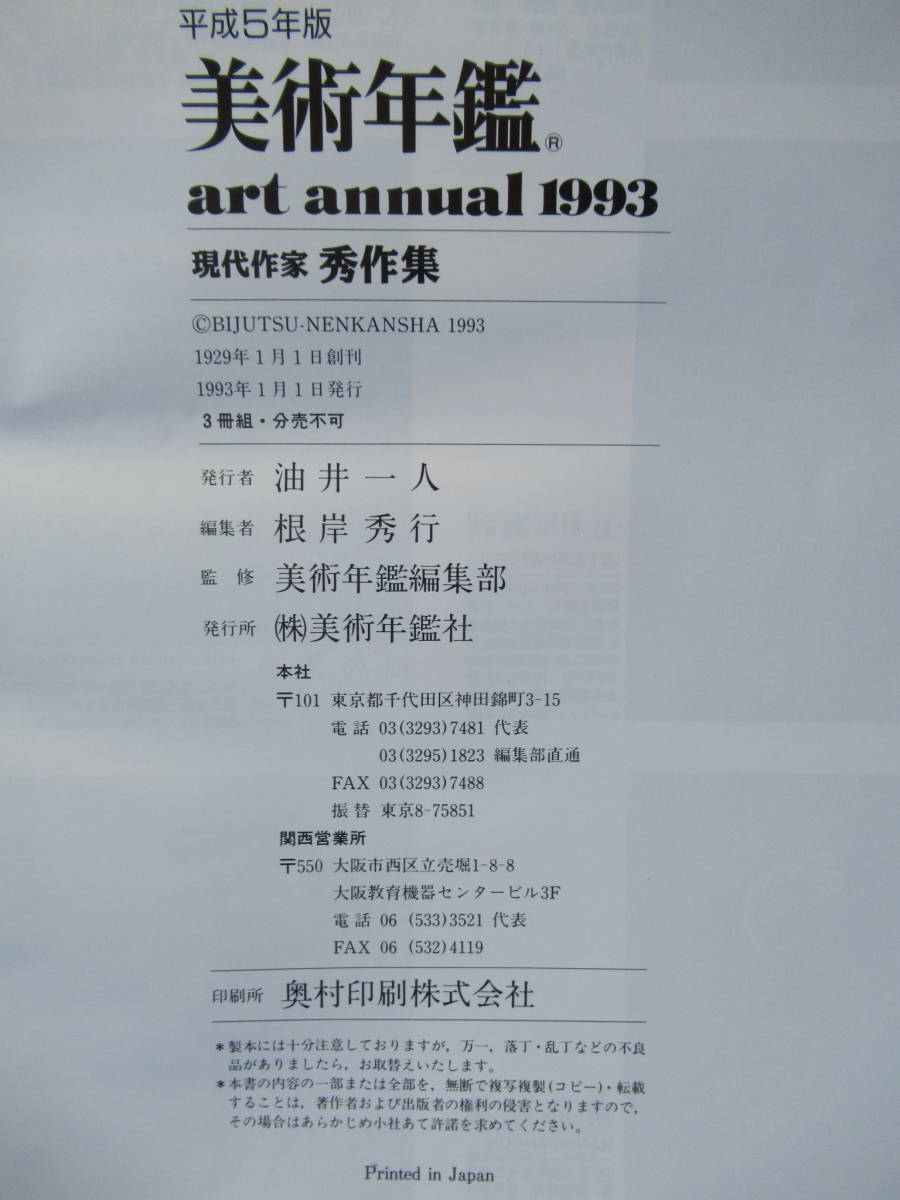 平成5年版
美術年鑑®
art annual 1993
現代作家 秀作集
©BIJUTSU-NENKANSHA 1993
1929年1月1日創刊
1993年1月1日発行
3冊組・分売不可
発行者 油井一人
編集者 根岸秀行
監修 美術年鑑編集部
発行所 ㈱美術年鑑社
本社
〒101 東京都千代田区神田錦町3-15
電話 03(3293)7481 代表
03(3295)1823 編集部直通
FAX 03(3293)7488
振替 東京8-75851
関西営業所
〒550 大阪市西区立売堀1-8-8
大阪教育機器センタービル3F
電話 06 (533)3521 代表
FAX 06 (532)4119
印刷所 奥村印刷株式会社
*製本には十分注意しておりますが，万一，落丁・乱丁などの不良
品がありましたら，お取替えいたします。
*本書の内容の一部または全部を，無断で複写複製(コピー)・転載
することは，著作者および出版者の権利の侵害となりますので，
その場合はあらかじめ小社あて許諾を求めてください。
Printed in Japan